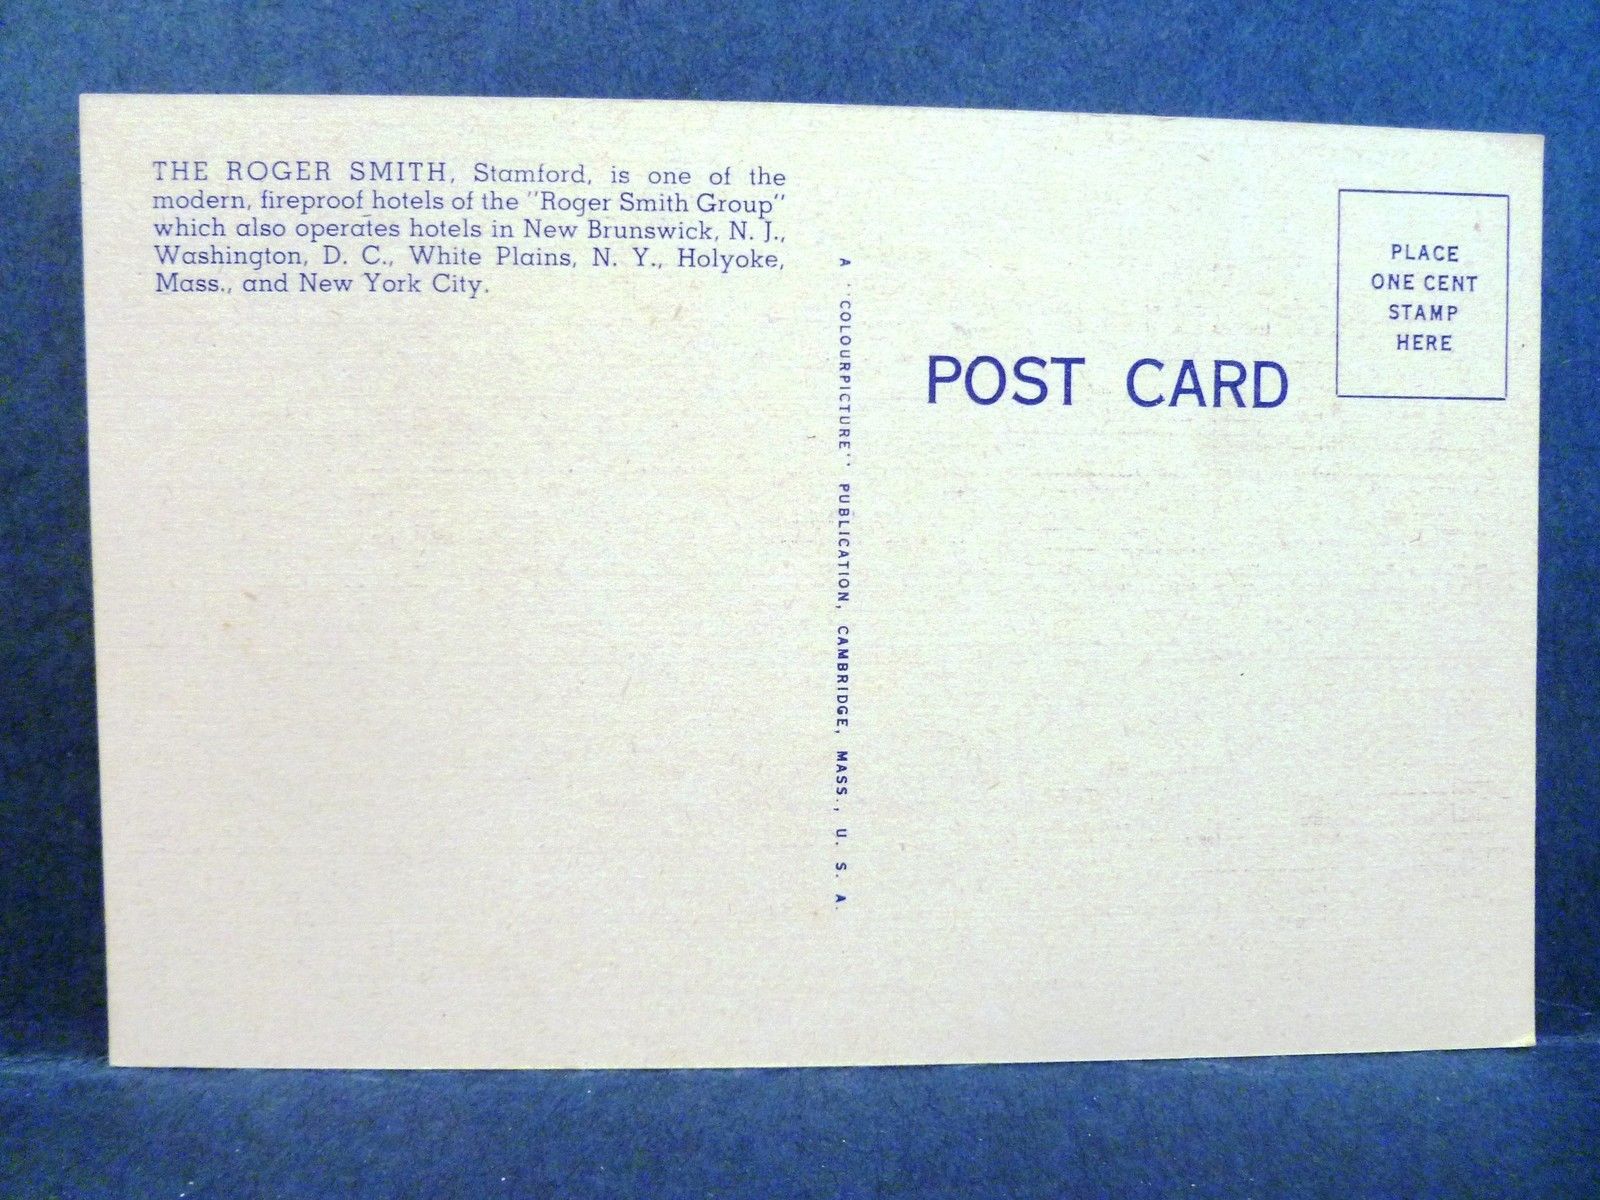 THE ROGER SMITH, Stamford, is one of the
modern, fireproof hotels of the "Roger Smith Group"
which also operates hotels in New Brunswick, N. J.,
Washington, D. C., White Plains, N. Y., Holyoke,
Mass., and New York City.
A "COLOURPICTURE" PUBLICATION, CAMBRIDGE, MASS., U. S. A.
POST CARD
PLACE
ONE CENT
STAMP
HERE